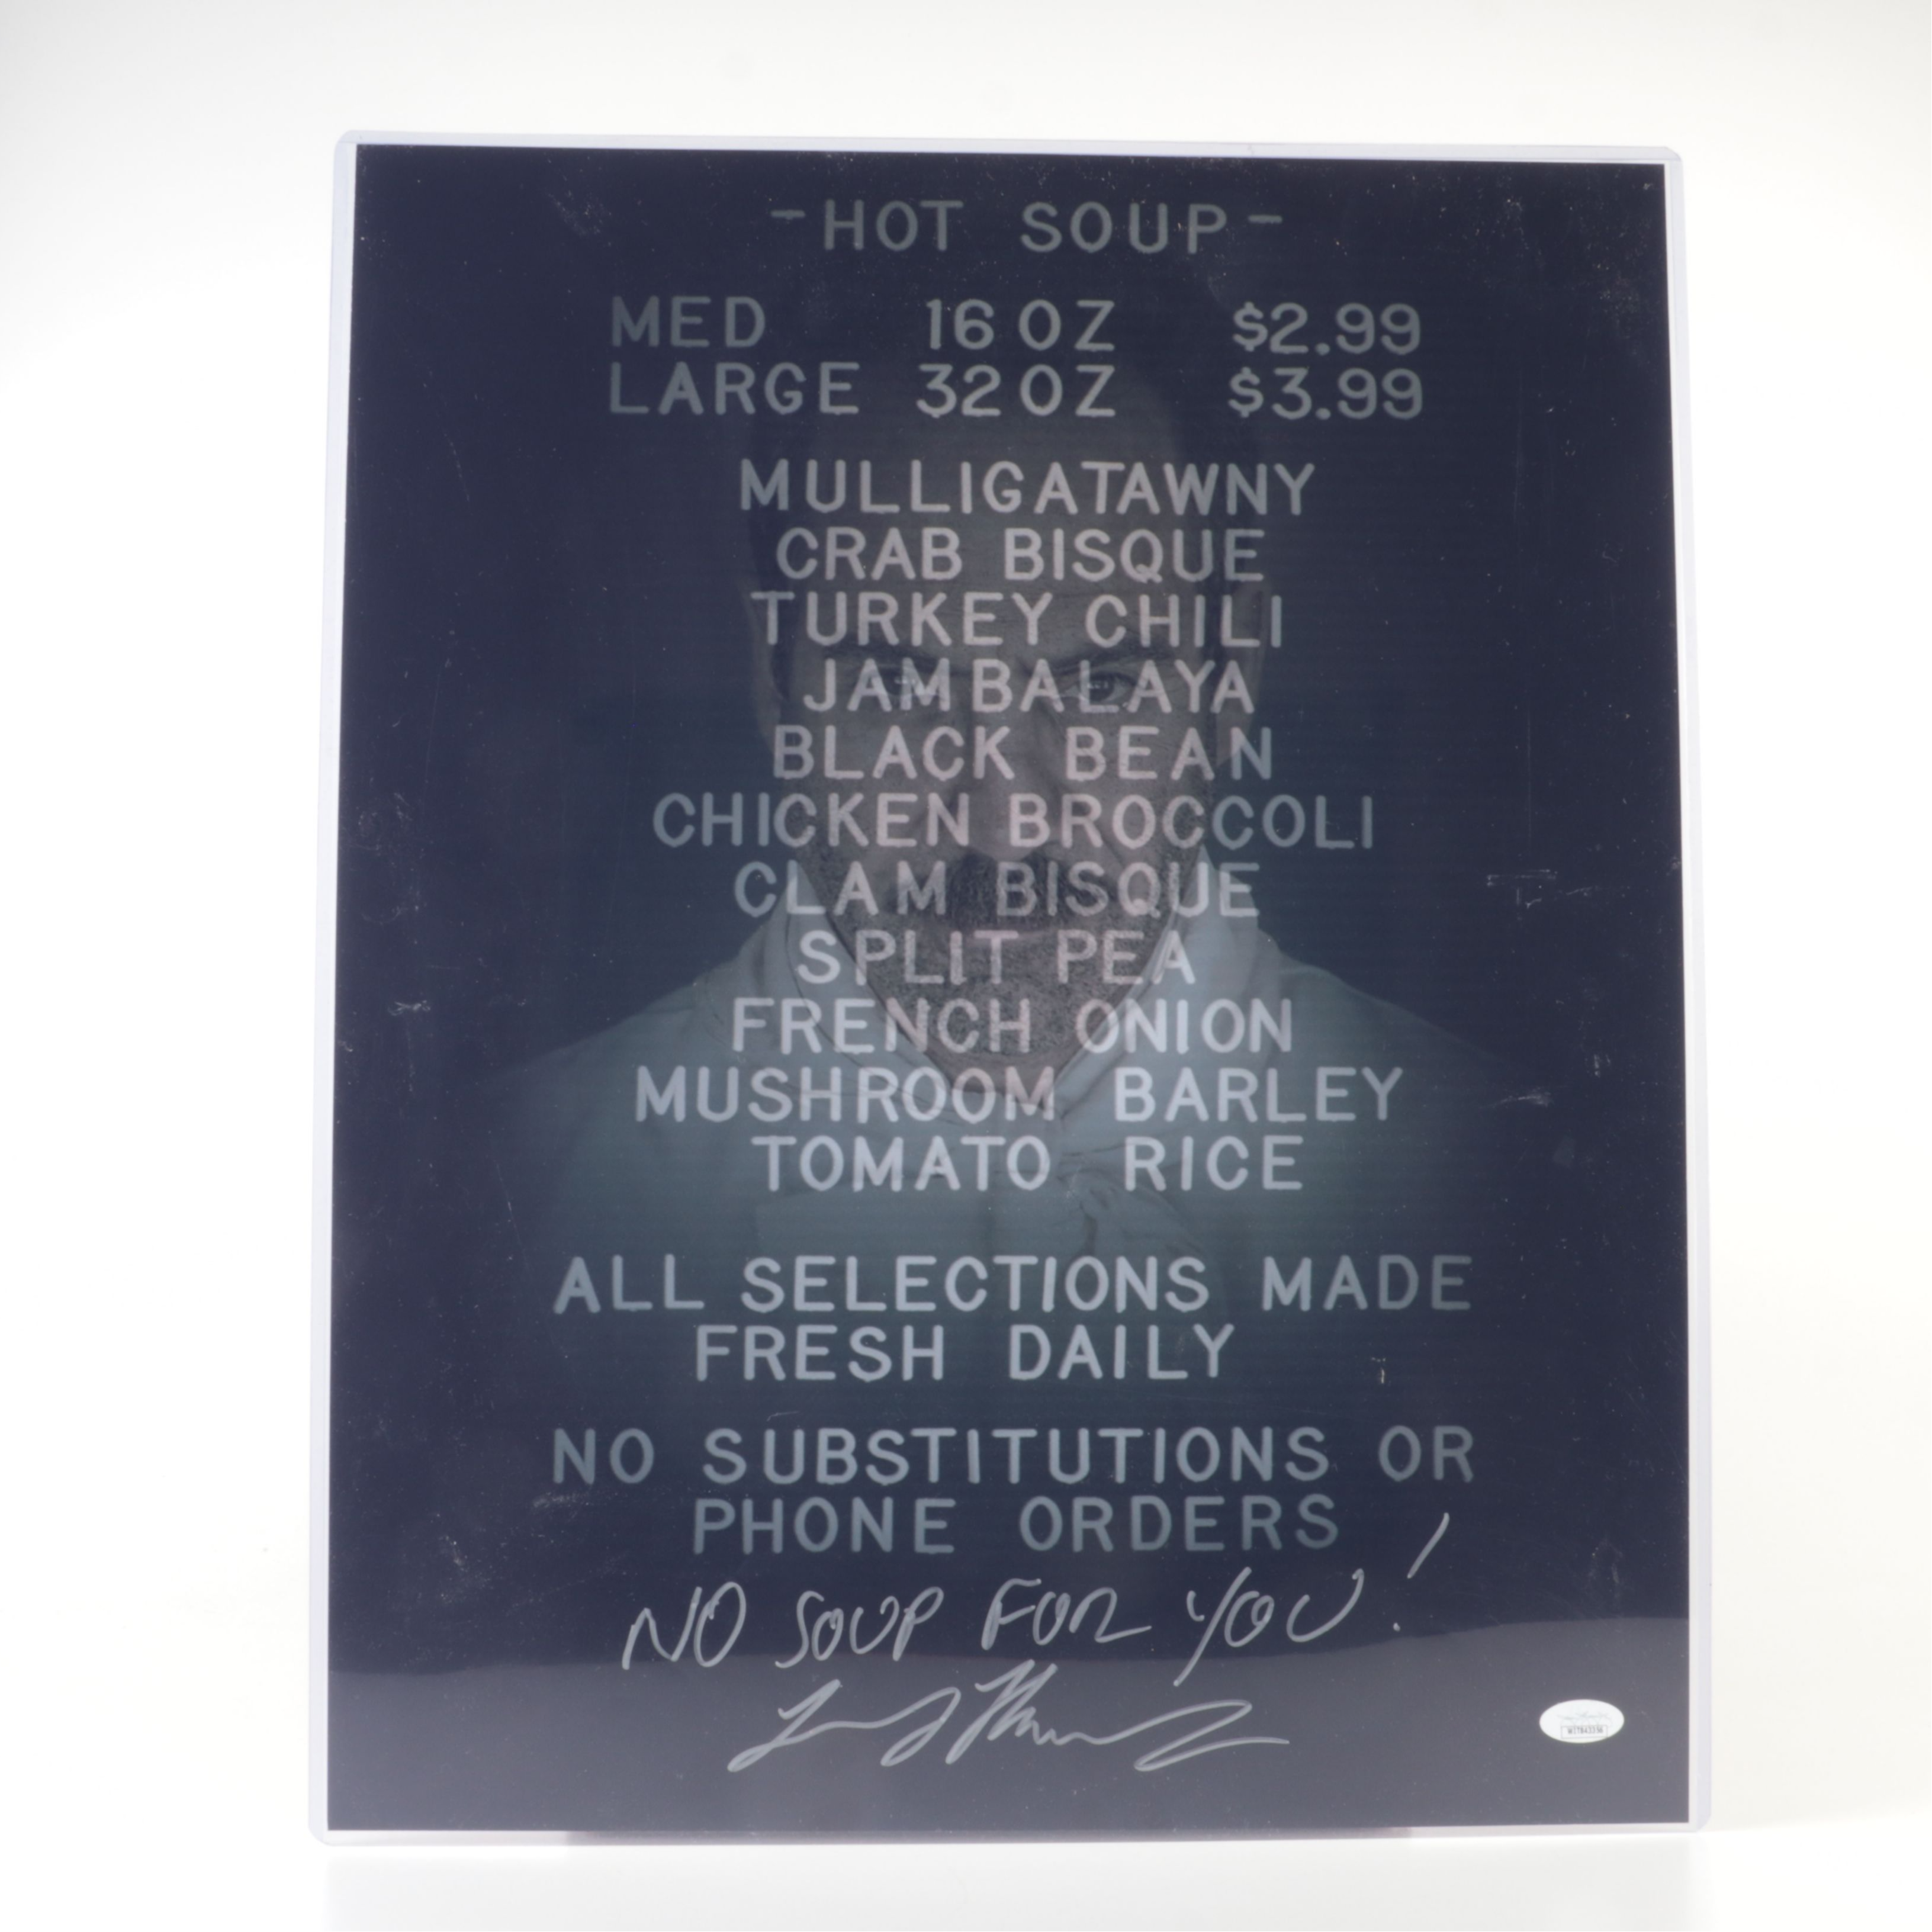 -HOT SOUP-
MED 16 OZ $2.99
LARGE 32 OZ $3.99
MULLIGATAWNY
CRAB BISQUE
TURKEY CHILI
JAMBALAYA
BLACK BEAN
CHICKEN BROCCOLI
CLAM BISQUE
SPLIT PEA
FRENCH ONION
MUSHROOM BARLEY
TOMATO RICE
ALL SELECTIONS MADE
FRESH DAILY
NO SUBSTITUTIONS OR
PHONE ORDERS
NO SOUP FOR YOU!